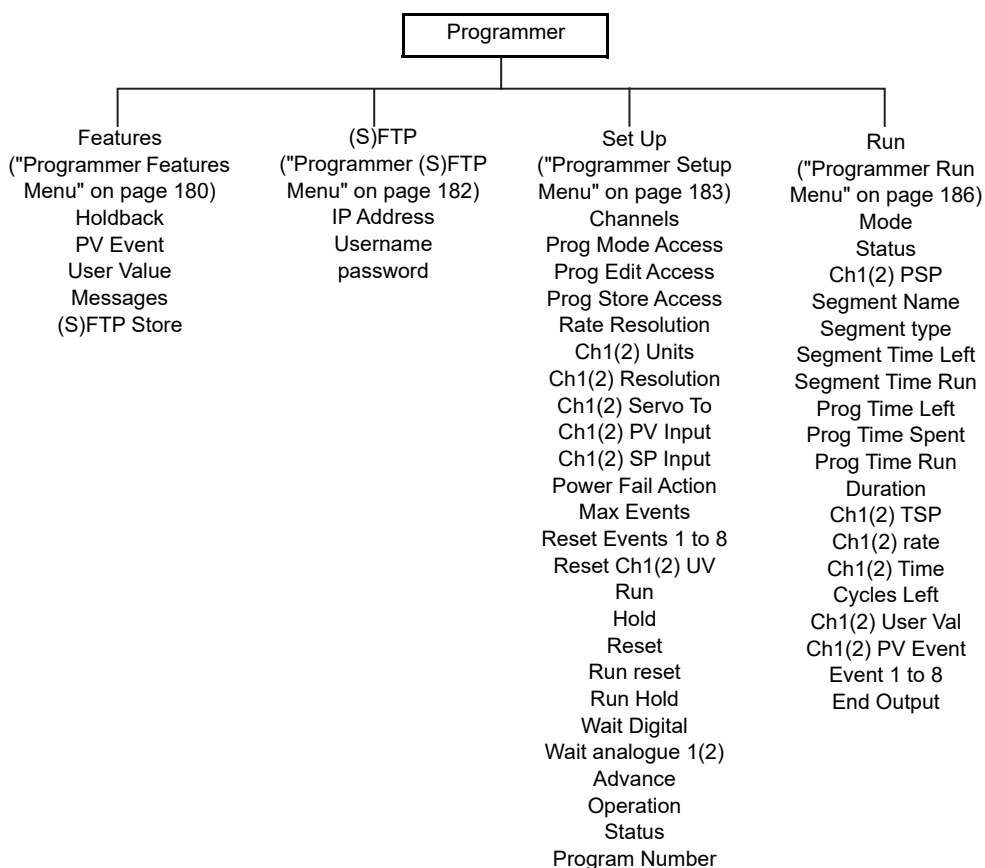 Programmer
Features
("Programmer Features
Menu" on page 180)
Holdback
PV Event
User Value
Messages
(S)FTP Store
(S)FTP
("Programmer (S)FTP
Menu" on page 182)
IP Address
Username
password
Set Up
("Programmer Setup
Menu" on page 183)
Channels
Prog Mode Access
Prog Edit Access
Prog Store Access
Rate Resolution
Ch1(2) Units
Ch1(2) Resolution
Ch1(2) Servo To
Ch1(2) PV Input
Ch1(2) SP Input
Power Fail Action
Max Events
Reset Events 1 to 8
Reset Ch1(2) UV
Run
Hold
Reset
Run reset
Run Hold
Wait Digital
Wait analogue 1(2)
Advance
Operation
Status
Program Number
Run
("Programmer Run
Menu" on page 186)
Mode
Status
Ch1(2) PSP
Segment Name
Segment type
Segment Time Left
Segment Time Run
Prog Time Left
Prog Time Spent
Prog Time Run
Duration
Ch1(2) TSP
Ch1(2) rate
Ch1(2) Time
Cycles Left
Ch1(2) User Val
Ch1(2) PV Event
Event 1 to 8
End Output